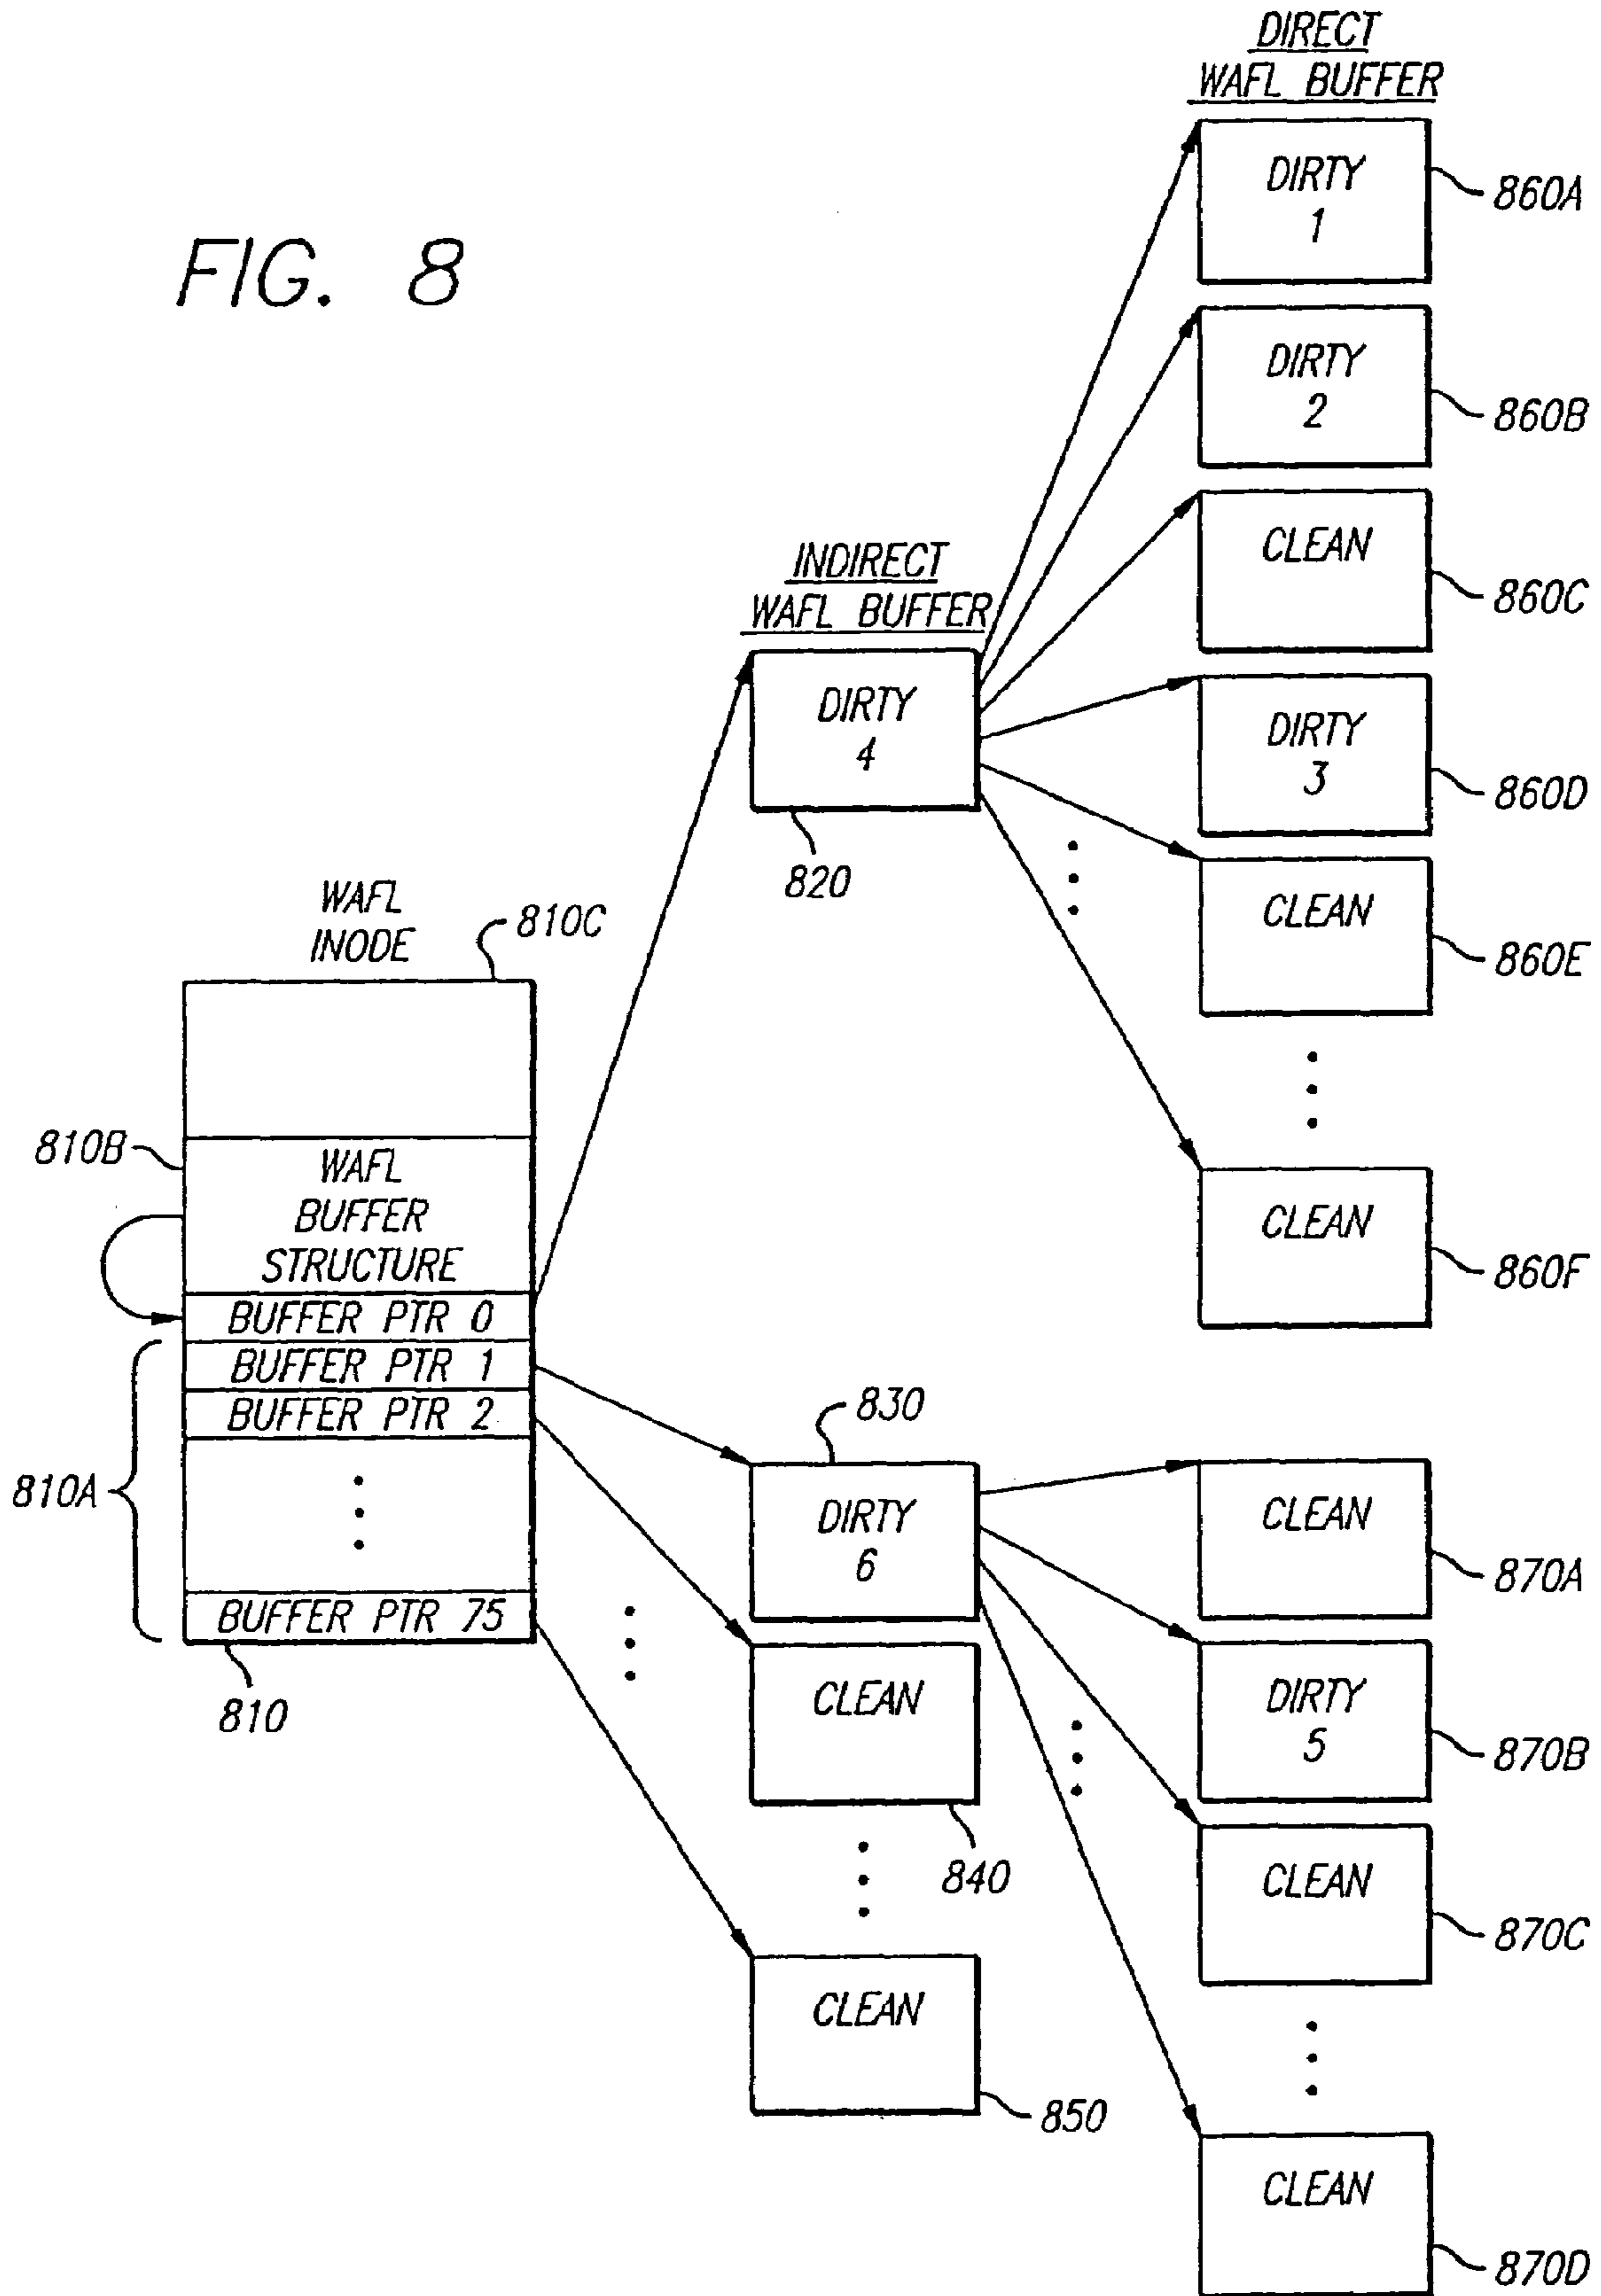 FIG. 8
DIRECT
WAFL BUFFER
DIRTY
1
860A
DIRTY
2
860B
CLEAN
860C
DIRTY
3
860D
CLEAN
860E
CLEAN
860F
INDIRECT
WAFL BUFFER
DIRTY
4
820
WAFL
INODE
810C
810B
WAFL
BUFFER
STRUCTURE
BUFFER PTR 0
BUFFER PTR 1
BUFFER PTR 2
810A
BUFFER PTR 75
810
830
DIRTY
6
CLEAN
840
CLEAN
850
CLEAN
870A
DIRTY
5
870B
CLEAN
870C
CLEAN
870D